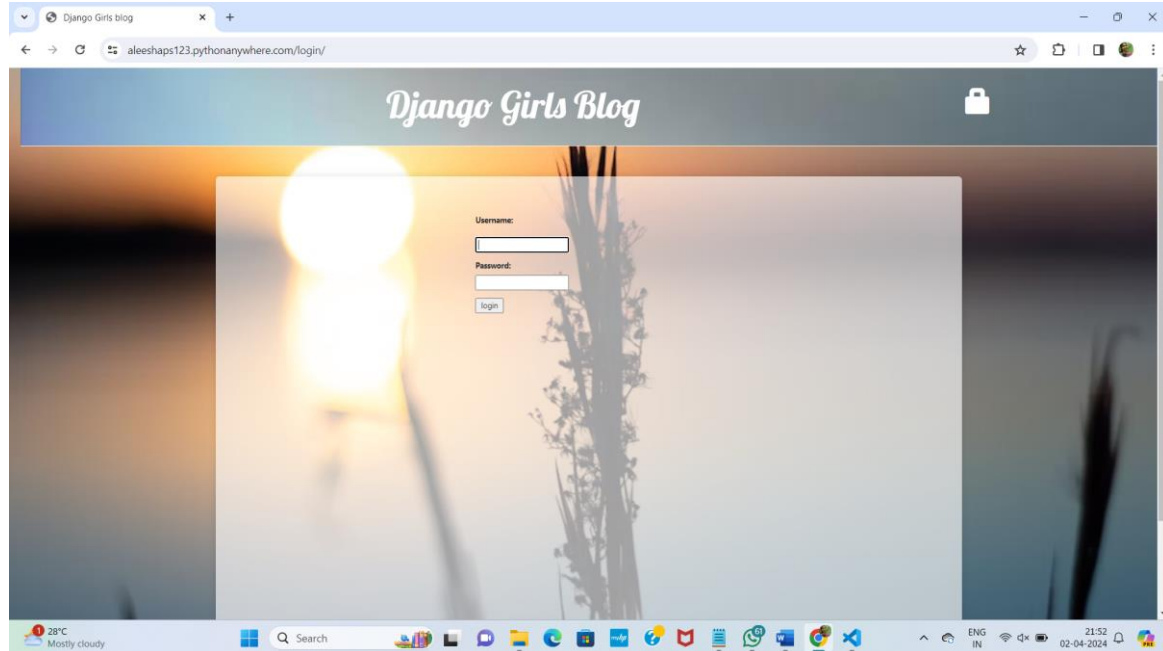 Django Girls blog
aleeshaps123.pythonanywhere.com/login/
Django Girls Blog
Username:
Password:
login
1
28°C
Mostly cloudy
Search
ENG
IN
21:52
02-04-2024